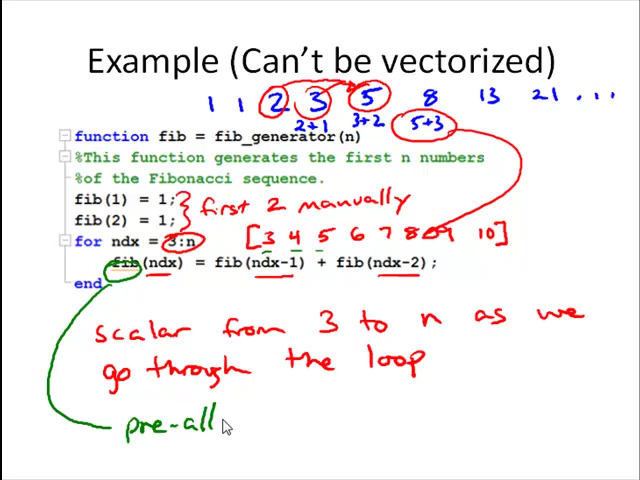 Example (Can't be vectorized)
1 1 2 3 5 8 13 21 ...
2+1 3+2 5+3
function fib = fib_generator(n)
%This function generates the first n numbers
%of the Fibonacci sequence.
fib(1) = 1; } first 2 manually
fib(2) = 1;
for ndx = 3:n [3 4 5 6 7 8 9 10]
fib(ndx) = fib(ndx-1) + fib(ndx-2);
end
scalar from 3 to n as we
go through the loop
pre-all